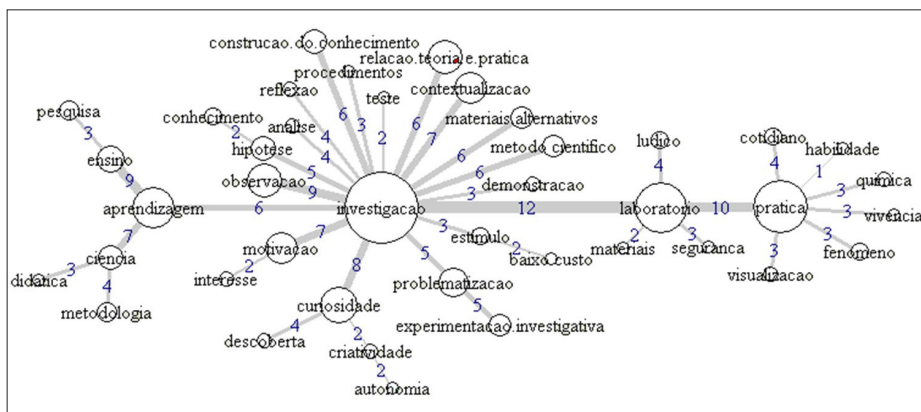 construcao.do.conhecimento
relacao.teoria.e.pratica
procedimentos
reflexao
contextualizacao
teste
pesquisa
conhecimento
6
3
6
materiais.alternativos
cotidiano
ludico
habilidade
3
2
analise
4
7
hipotese
4
2
6
metodo cientifico
4
4
1
ensino
5
6
quimica
9
observacao
9
3
demonstracao
3
aprendizagem
6
investigacao
12
laboratorio
10
pratica
3
vivencia
7
7
3
estimulo
2
3
3
ciencia
motivacao
5
2
baixo.custo
materiais
seguranca
3
fenomeno
didatica
3
interesse
2
8
problematizacao
visualizacao
4
curiosidade
5
metodologia
experimentacao.investigativa
descoberta
4
2
criatividade
2
autonomia